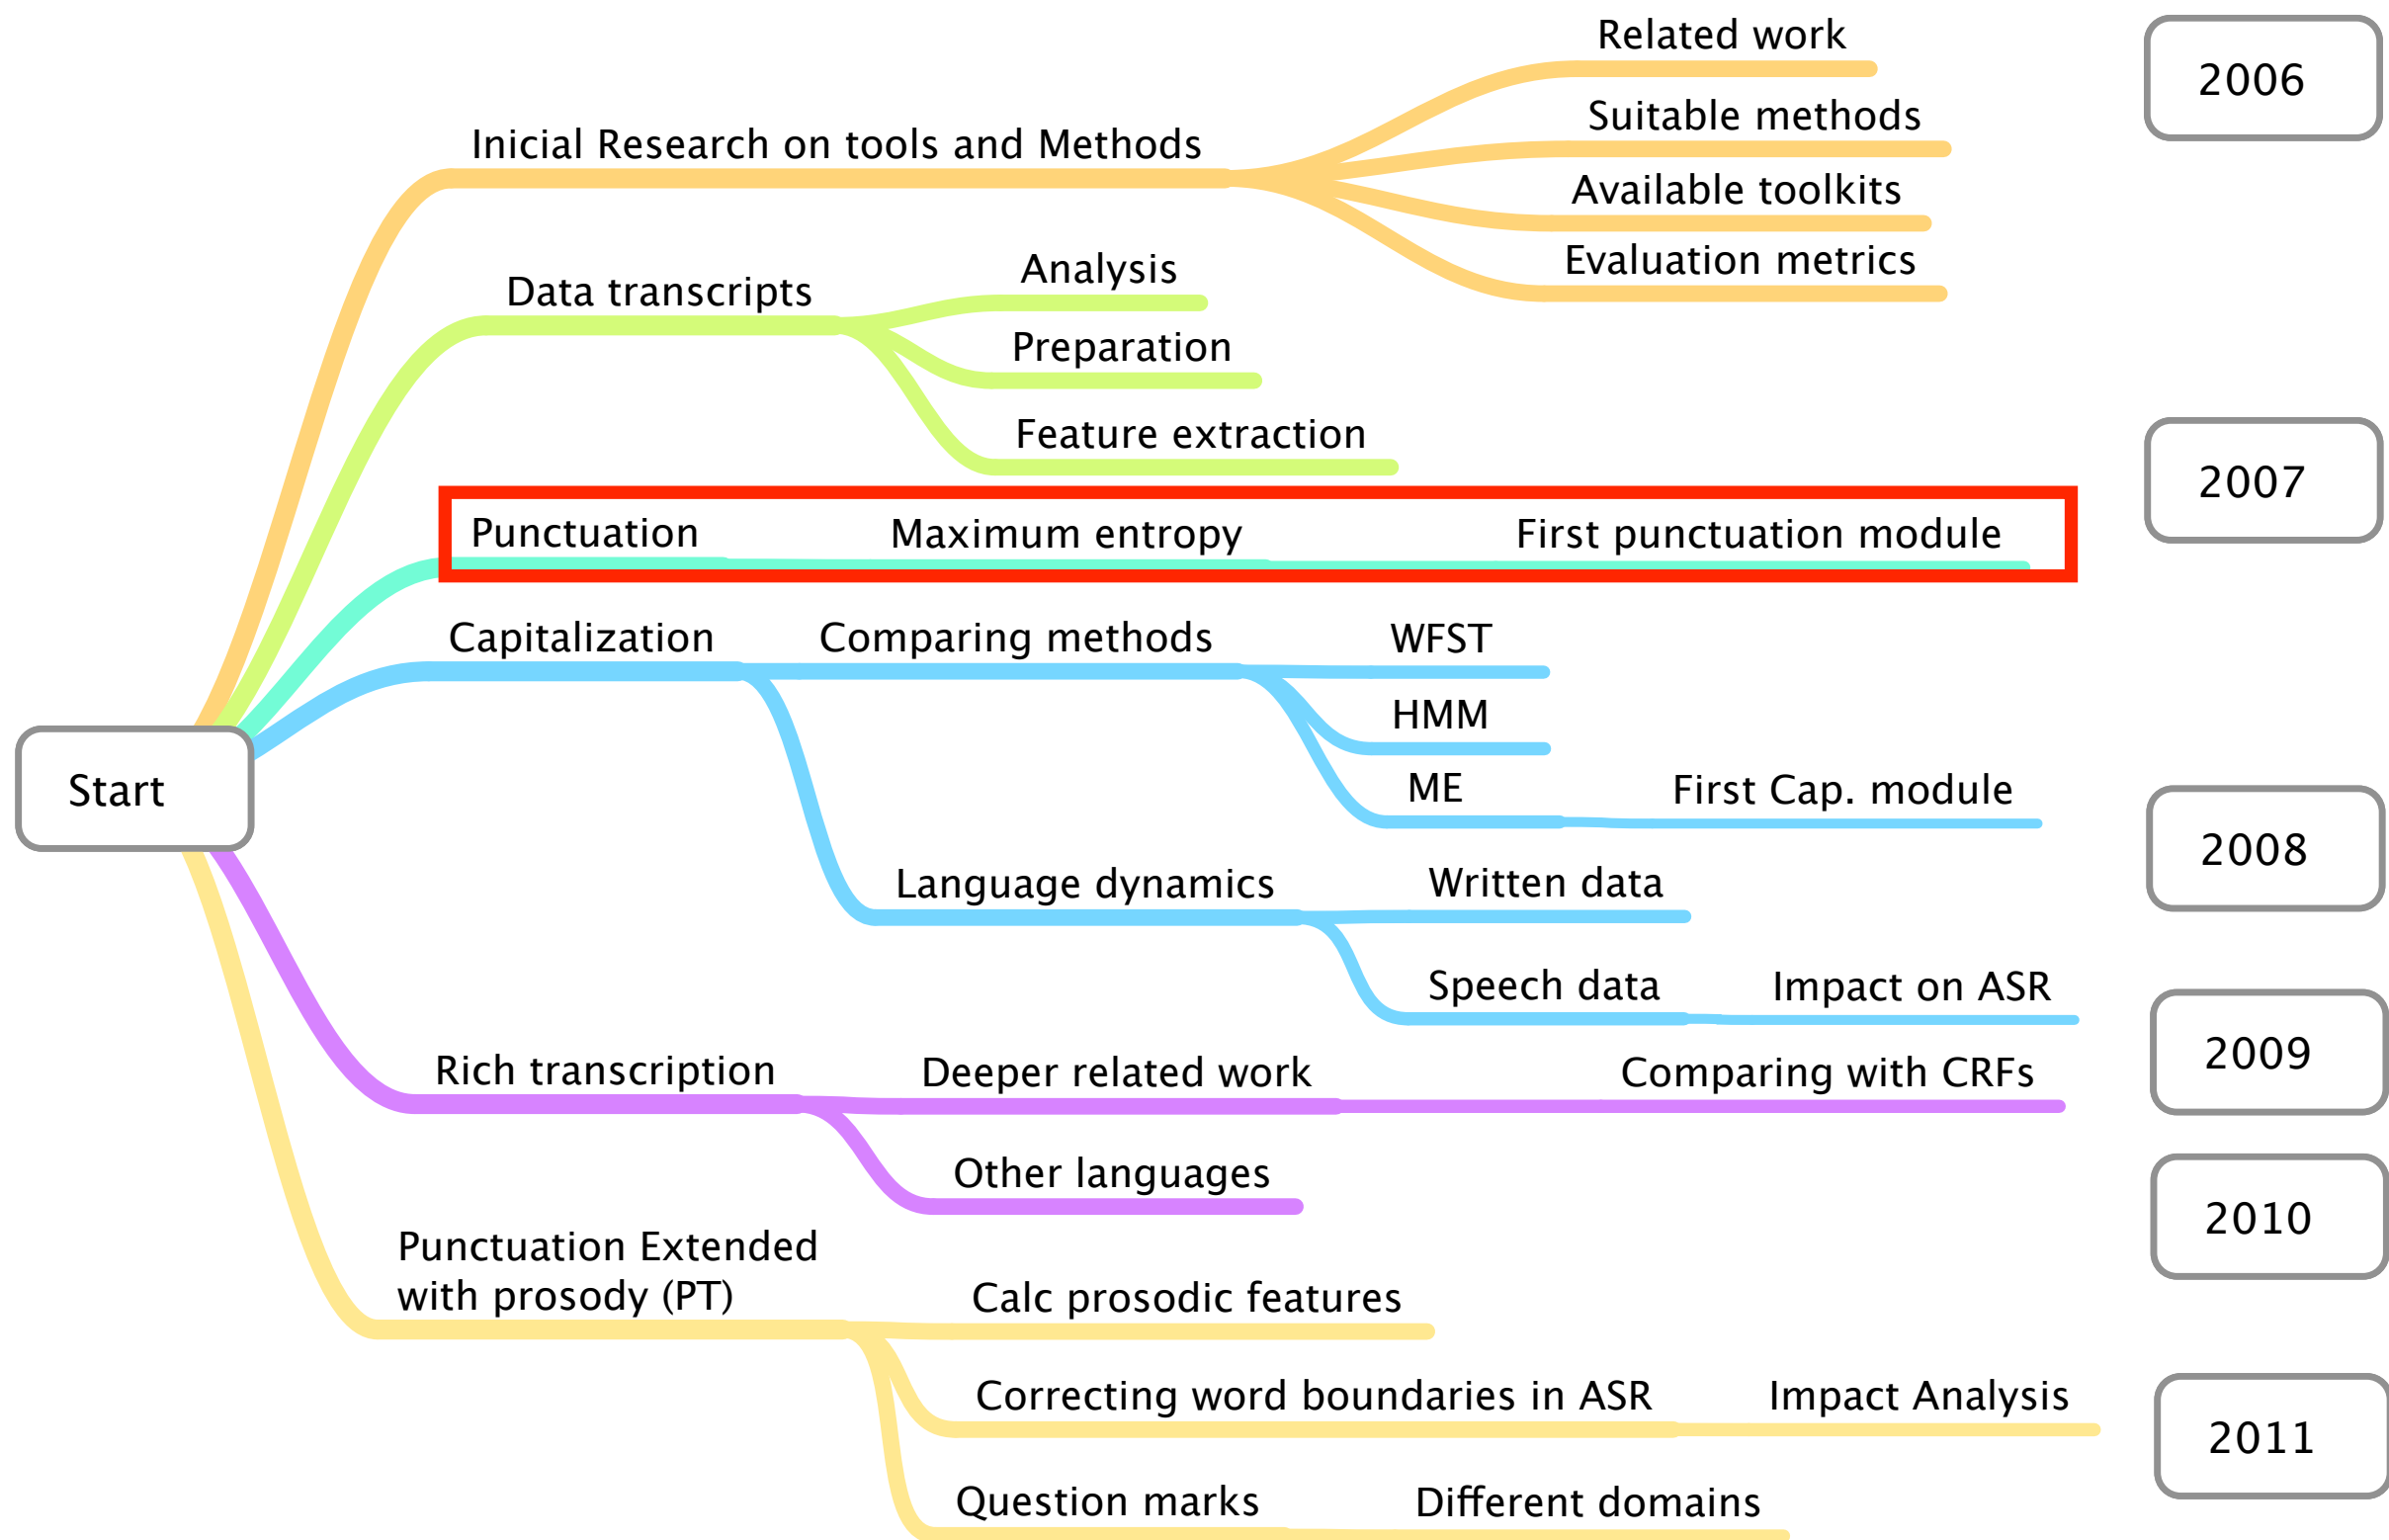 Related work
2006
Suitable methods
Inicial Research on tools and Methods
Available toolkits
Evaluation metrics
Data transcripts
Analysis
Preparation
Feature extraction
2007
Punctuation
Maximum entropy
First punctuation module
Capitalization
Comparing methods
WFST
HMM
ME
First Cap. module
Start
2008
Language dynamics
Written data
Speech data
Impact on ASR
2009
Rich transcription
Deeper related work
Comparing with CRFs
Other languages
2010
Punctuation Extended
with prosody (PT)
Calc prosodic features
Correcting word boundaries in ASR
Impact Analysis
2011
Question marks
Different domains